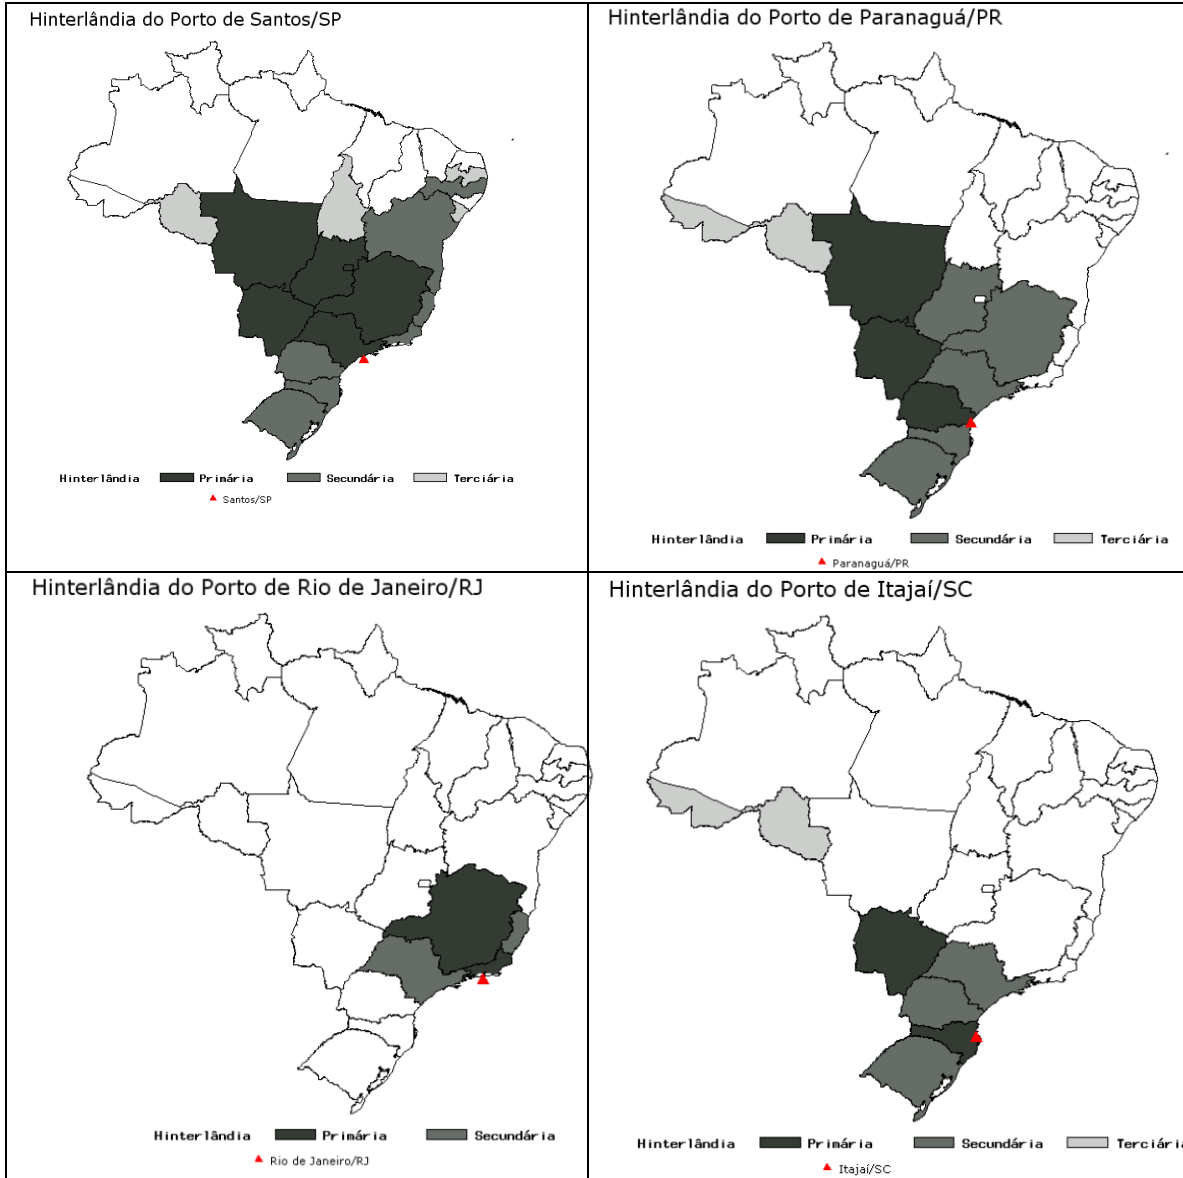 Hinterlândia do Porto de Santos/SP
Hinterlândia Primária Secundária Terciária
Santos/SP
Hinterlândia do Porto de Paranaguá/PR
Hinterlândia Primária Secundária Terciária
Paranaguá/PR
Hinterlândia do Porto de Rio de Janeiro/RJ
Hinterlândia Primária Secundária
Rio de Janeiro/RJ
Hinterlândia do Porto de Itajaí/SC
Hinterlândia Primária Secundária Terciária
Itajaí/SC